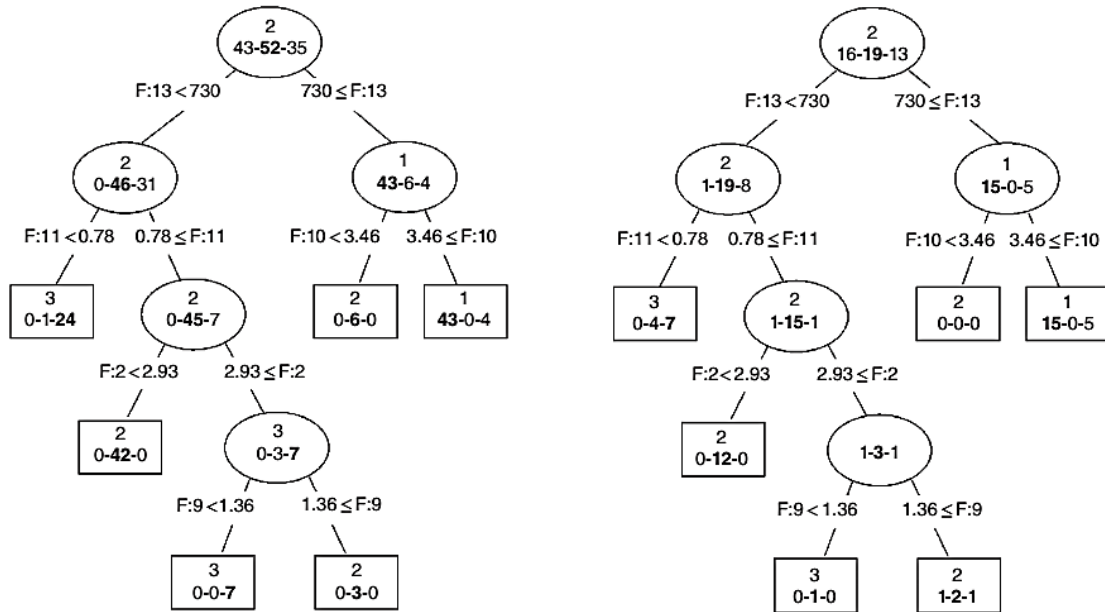 2
43-52-35
F:13<730
730≤F:13
2
0-46-31
1
43-6-4
F:11<0.78
0.78≤F:11
F:10<3.46
3.46≤F:10
3
0-1-24
2
0-45-7
2
0-6-0
1
43-0-4
F:2<2.93
2.93≤F:2
2
0-42-0
3
0-3-7
F:9<1.36
1.36≤F:9
3
0-0-7
2
0-3-0
2
16-19-13
F:13<730
730≤F:13
2
1-19-8
1
15-0-5
F:11<0.78
0.78≤F:11
F:10<3.46
3.46≤F:10
3
0-4-7
2
1-15-1
2
0-0-0
1
15-0-5
F:2<2.93
2.93≤F:2
2
0-12-0
1-3-1
F:9<1.36
1.36≤F:9
3
0-1-0
2
1-2-1